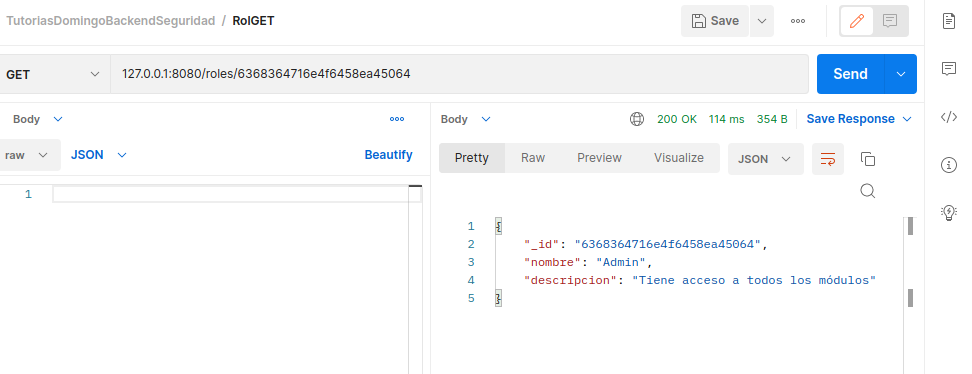 TutoriasDomingoBackendSeguridad / RolGET
Save
GET
127.0.0.1:8080/roles/6368364716e4f6458ea45064
Send
Body
raw
JSON
Beautify
1
Body
200 OK 114 ms 354 B
Save Response
Pretty Raw Preview Visualize
JSON
1 {
2 "_id": "6368364716e4f6458ea45064",
3 "nombre": "Admin",
4 "descripcion": "Tiene acceso a todos los módulos"
5 }